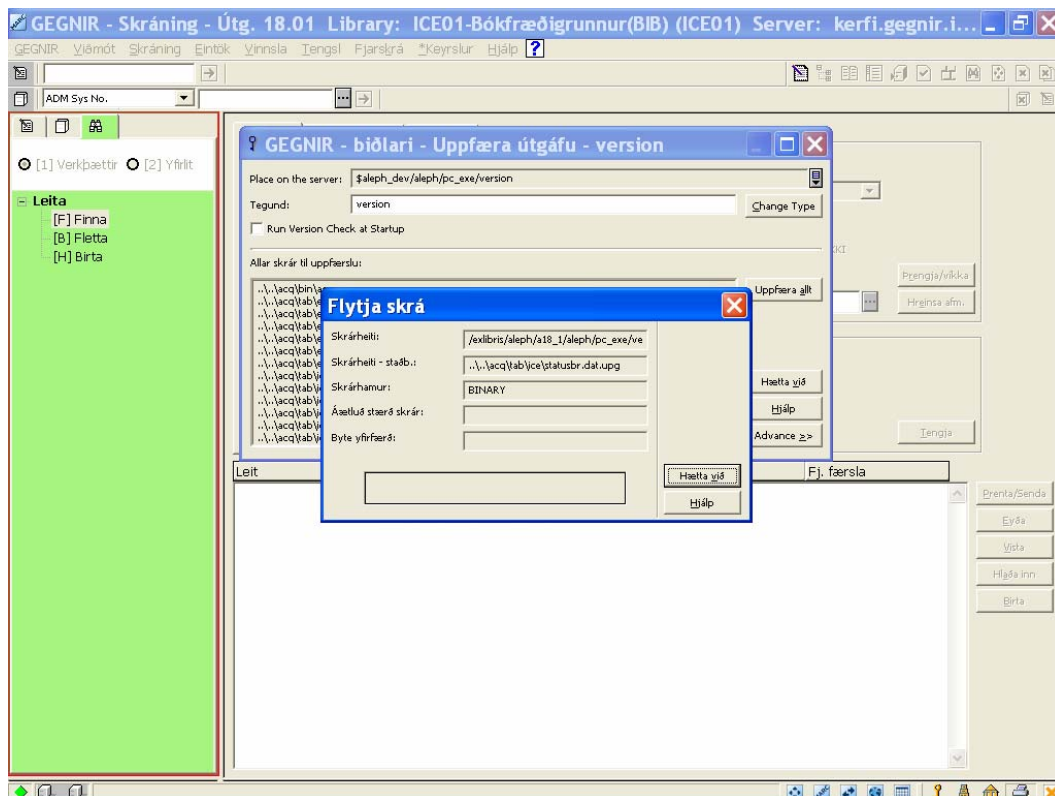 GEGNIR - Skráning - Útg. 18.01 Library: ICE01-Bókfræðigrunnur(BIB) (ICE01) Server: kerfi.gegnir.i...
GEGNIR Viðmót Skráning Eintök Vinnsla Tengsl Fjarskrá *Keyrslur Hjálp ?
ADM Sys No.
[1] Verkþættir [2] Yfirlit
Leita
[F] Finna
[B] Fletta
[H] Birta
GEGNIR - biðlari - Uppfæra útgáfu - version
Place on the server: $aleph_dev/aleph/pc_exe/version
Tegund: version
Change Type
Run Version Check at Startup
Allar skrár til uppfærslu:
Uppfæra allt
Hætta við
Hjálp
Advance >>
Flytja skrá
Skrárheiti: /exlibris/aleph/a18_1/aleph/pc_exe/ve
Skrárheiti - staðb.: ..\..\acq\tab\ice\statusbr.dat.upg
Skrárhamur: BINARY
Áætluð stærð skrár:
Byte yfirfærð:
Hætta við
Hjálp
Þrengja/víkka
Hreinsa afm.
Tengja
Leit
Fj. færsla
Prenta/Senda
Eyða
Vista
Hlaða inn
Birta